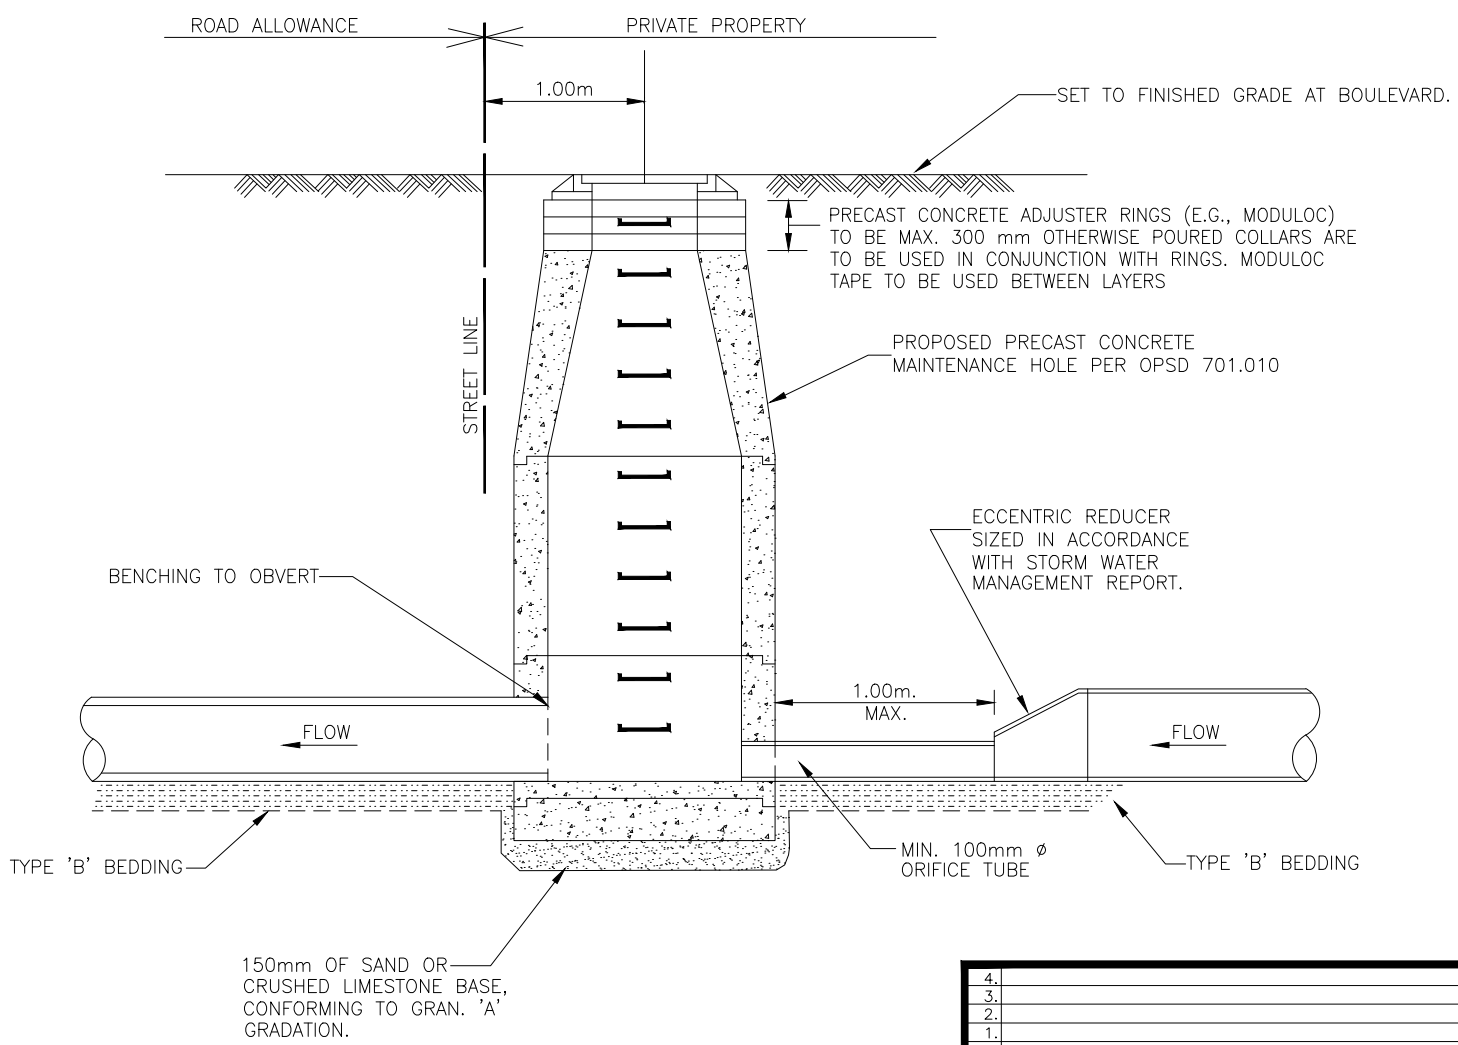 ROAD ALLOWANCE
PRIVATE PROPERTY
1.00m
SET TO FINISHED GRADE AT BOULEVARD.
PRECAST CONCRETE ADJUSTER RINGS (E.G., MODULOC)
TO BE MAX. 300 mm OTHERWISE POURED COLLARS ARE
TO BE USED IN CONJUNCTION WITH RINGS. MODULOC
TAPE TO BE USED BETWEEN LAYERS
STREET LINE
PROPOSED PRECAST CONCRETE
MAINTENANCE HOLE PER OPSD 701.010
ECCENTRIC REDUCER
SIZED IN ACCORDANCE
WITH STORM WATER
MANAGEMENT REPORT.
BENCHING TO OBVERT
1.00m.
MAX.
FLOW
FLOW
MIN. 100mm ø
ORIFICE TUBE
TYPE 'B' BEDDING
TYPE 'B' BEDDING
150mm OF SAND OR
CRUSHED LIMESTONE BASE,
CONFORMING TO GRAN. 'A'
GRADATION.
4.
3.
2.
1.